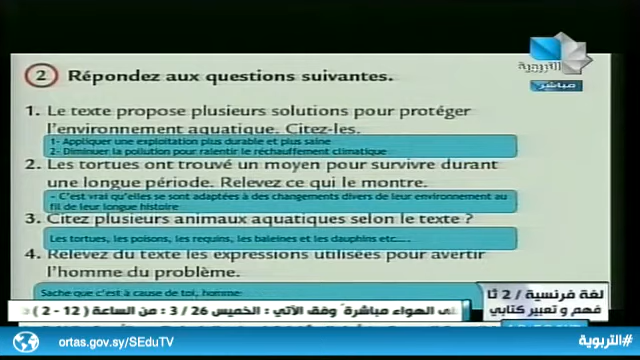 التربوية
مباشر
2 Répondez aux questions suivantes.
1. Le texte propose plusieurs solutions pour protéger
l'environnement aquatique. Citez-les.
1- Appliquer une exploitation plus durable et plus saine
2- Diminuer la pollution pour ralentir le réchauffement climatique
2. Les tortues ont trouvé un moyen pour survivre durant
une longue période. Relevez ce qui le montre.
- C'est vrai qu'elles se sont adaptées à des changements divers de leur environnement au
fil de leur longue histoire
3. Citez plusieurs animaux aquatiques selon le texte ?
Les tortues, les poisons, les requins, les baleines et les dauphins etc....
4. Relevez du texte les expressions utilisées pour avertir
l'homme du problème.
Sache que c'est à cause de toi, homme
لغة فرنسية / 2 ثا
فهم و تعبير كتابي
الهواء مباشرة" وفق الآتي : الخميس 26 / 3 : من الساعة ( 12 - 2 )
ortas.gov.sy/SEduTV
#التربوية